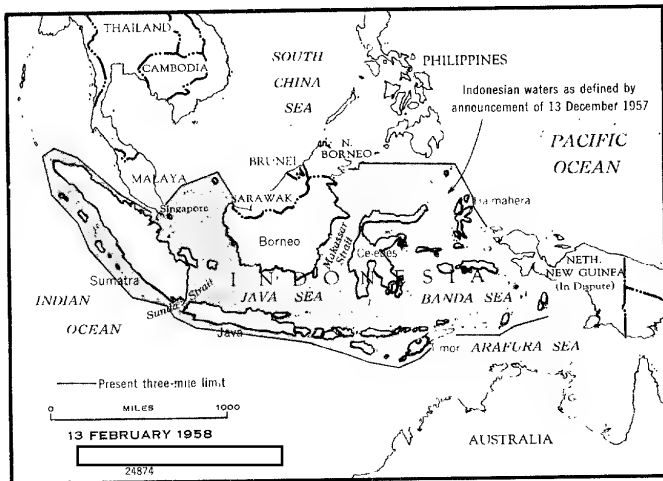 THAILAND
CAMBODIA
SOUTH
CHINA
SEA
PHILIPPINES
Indonesian waters as defined by
announcement of 13 December 1957
PACIFIC
OCEAN
N.
BORNEO
BRUNEI
MALAYA
SARAWAK
Singapore
mahera
Borneo
Makassar
Strait
Celebes
NETH.
NEW GUINEA
(In Dispute)
Sumatra
INDONESIA
JAVA SEA
BANDA SEA
INDIAN
OCEAN
Sunda Strait
Java
mor
ARAFURA SEA
Present three-mile limit
0 MILES 1000
AUSTRALIA
13 FEBRUARY 1958
24874